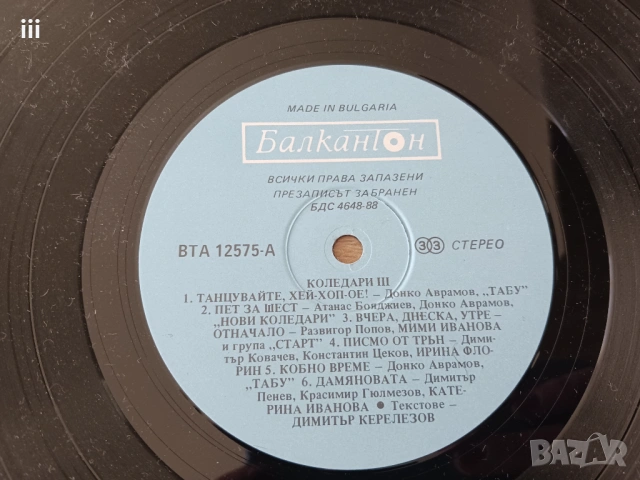 iii
MADE IN BULGARIA
БалканТон
ВСИЧКИ ПРАВА ЗАПАЗЕНИ
ПРЕЗАПИСЪТ ЗАБРАНЕН
БДС 4648-88
ВТА 12575-А
33 СТЕРЕО
КОЛЕДАРИ III
1. ТАНЦУВАЙТЕ, ХЕЙ-ХОП-ОЕ! – Донко Аврамов, „ТАБУ"
2. ПЕТ ЗА ШЕСТ – Атанас Бояджиев, Донко Аврамов,
„НОВИ КОЛЕДАРИ" 3. ВЧЕРА, ДНЕСКА, УТРЕ –
ОТНАЧАЛО – Развигор Попов, МИМИ ИВАНОВА
и група „СТАРТ" 4. ПИСМО ОТ ТРЪН – Дими-
тър Ковачев, Константин Цеков, ИРИНА ФЛО-
РИН 5. КОБНО ВРЕМЕ – Донко Аврамов,
„ТАБУ" 6. ДАМЯНОВАТА – Димитър
Пенев, Красимир Гюлмезов, КАТЕ-
РИНА ИВАНОВА ● Текстове –
ДИМИТЪР КЕРЕЛЕЗОВ
BAZAR